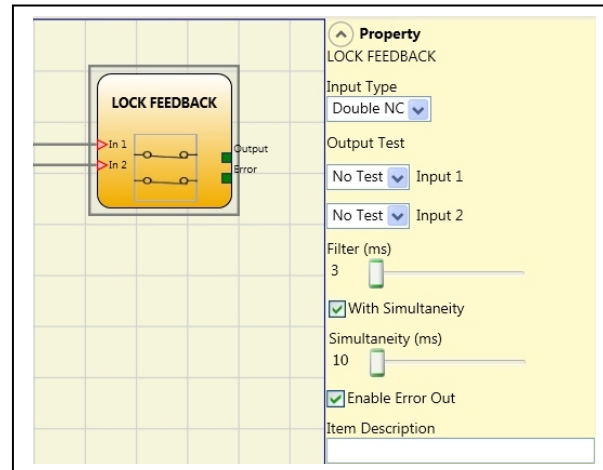 LOCK FEEDBACK
In 1
In 2
Output
Error
Property
LOCK FEEDBACK
Input Type
Double NC
Output Test
No Test Input 1
No Test Input 2
Filter (ms)
3
With Simultaneity
Simultaneity (ms)
10
Enable Error Out
Item Description